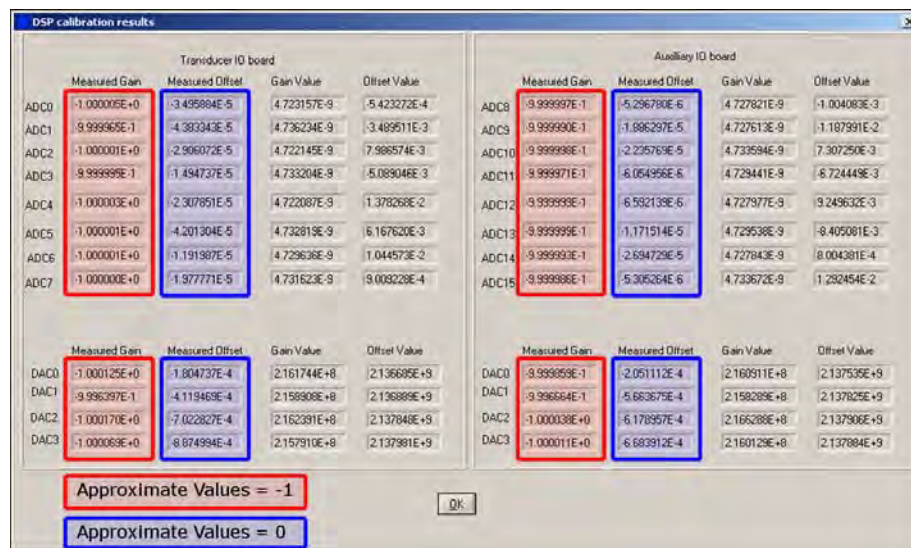 DSP calibration results
Transducer IO board
Measured Gain Measured Offset Gain Value Offset Value
ADC0 -1.000005E+0 -3.495884E-5 4.723157E-9 -5.423272E-4
ADC1 -9.999965E-1 -4.383343E-5 4.736234E-9 -3.489511E-3
ADC2 -1.000001E+0 -2.906072E-5 4.722145E-9 7.986574E-3
ADC3 -9.999995E-1 -1.494737E-5 4.733204E-9 -5.089046E-3
ADC4 -1.000003E+0 -2.307851E-5 4.722087E-9 1.378268E-2
ADC5 -1.000001E+0 -4.201304E-5 4.732819E-9 6.167620E-3
ADC6 -1.000001E+0 -1.191987E-5 4.729636E-9 1.044573E-2
ADC7 -1.000000E+0 -1.977771E-5 4.731623E-9 9.009228E-4
Measured Gain Measured Offset Gain Value Offset Value
DAC0 -1.000125E+0 -1.804737E-4 2.161744E+8 2.136685E+9
DAC1 -9.996397E-1 -4.119469E-4 2.158908E+8 2.136889E+9
DAC2 -1.000170E+0 -7.022827E-4 2.162391E+8 2.137848E+9
DAC3 -1.000069E+0 -8.874994E-4 2.157910E+8 2.137981E+9
Auxiliary IO board
Measured Gain Measured Offset Gain Value Offset Value
ADC8 -9.999997E-1 -5.296780E-6 4.727821E-9 -1.004083E-3
ADC9 -9.999990E-1 -1.886297E-5 4.727613E-9 -1.187991E-2
ADC10 -9.999998E-1 -2.235769E-5 4.733594E-9 7.307250E-3
ADC11 -9.999971E-1 -6.054956E-6 4.729441E-9 -6.724449E-3
ADC12 -9.999999E-1 -6.592139E-6 4.727977E-9 9.249632E-3
ADC13 -9.999999E-1 -1.171514E-5 4.729538E-9 -8.405081E-3
ADC14 -9.999993E-1 -2.694729E-5 4.727843E-9 8.004381E-4
ADC15 -9.999986E-1 -5.305264E-6 4.733672E-9 1.292454E-2
Measured Gain Measured Offset Gain Value Offset Value
DAC0 -9.999859E-1 -2.051112E-4 2.160911E+8 2.137535E+9
DAC1 -9.996664E-1 -5.663675E-4 2.158289E+8 2.137825E+9
DAC2 -1.000038E+0 -6.178957E-4 2.166288E+8 2.137906E+9
DAC3 -1.000011E+0 -6.683912E-4 2.160129E+8 2.137884E+9
Approximate Values = -1
OK
Approximate Values = 0